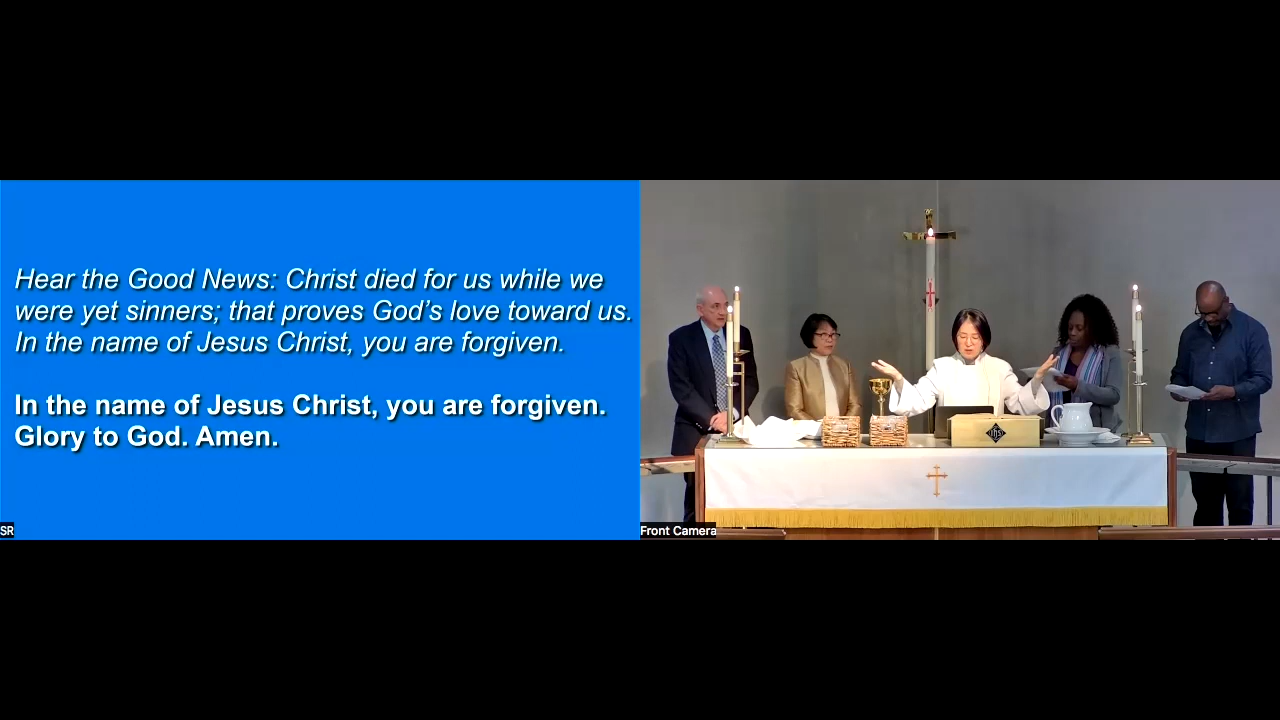 Hear the Good News: Christ died for us while we
were yet sinners; that proves God’s love toward us.
In the name of Jesus Christ, you are forgiven.
In the name of Jesus Christ, you are forgiven.
Glory to God. Amen.
SR
Front Camera
IHS